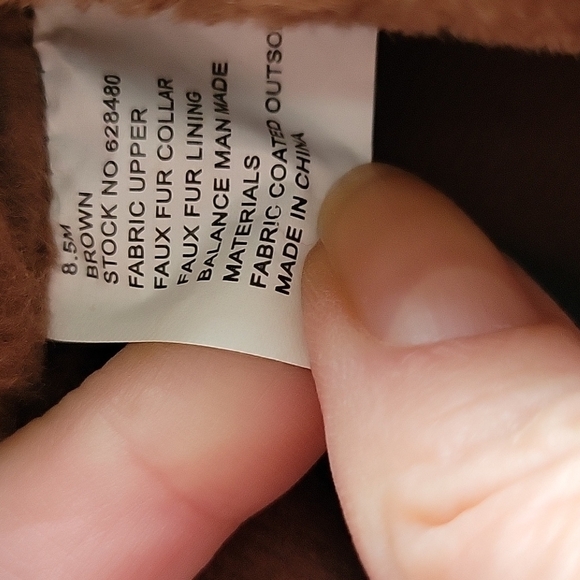 8.5M
BROWN
STOCK NO 628480
FABRIC UPPER
FAUX FUR COLLAR
FAUX FUR LINING
BALANCE MAN MADE
MATERIALS
FABRIC COATED OUTSO
MADE IN CHINA